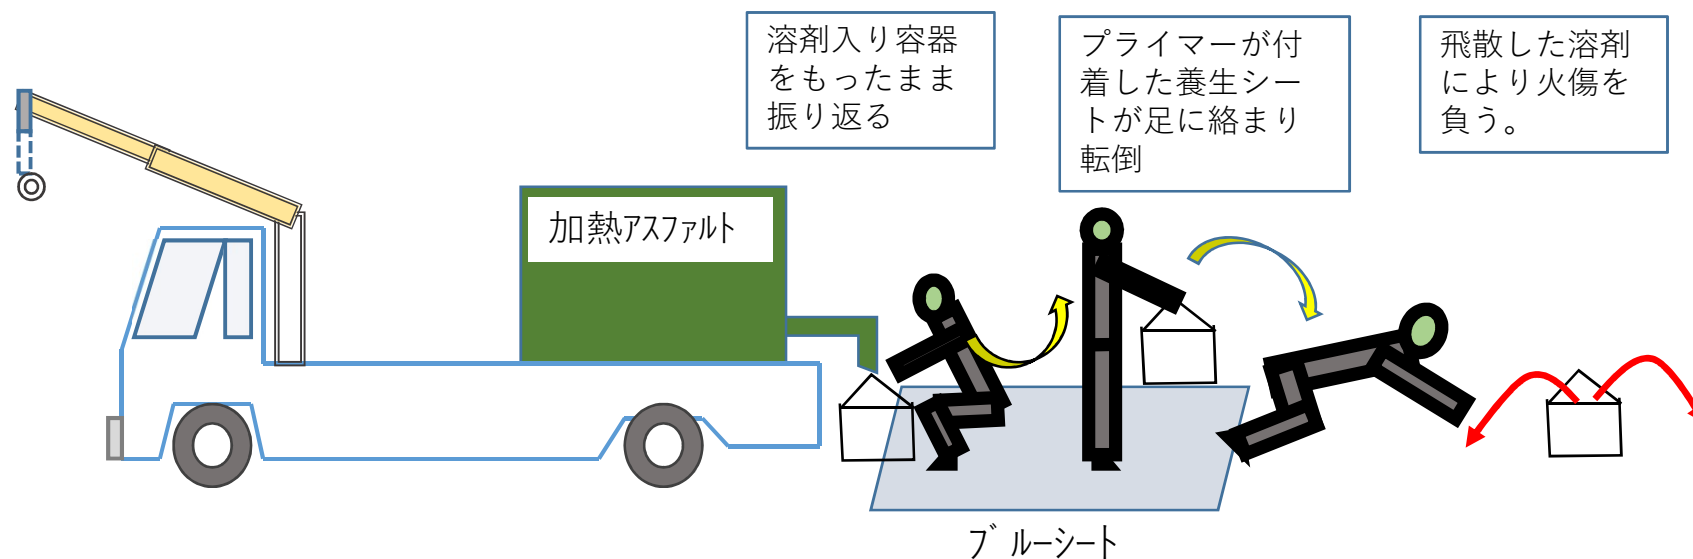 溶剤入り容器
をもったまま
振り返る
プライマーが付
着した養生シー
トが足に絡まり
転倒
飛散した溶剤
により火傷を
負う。
加熱ｱｽﾌｧﾙﾄ
ﾌﾞﾙｰｼｰﾄ